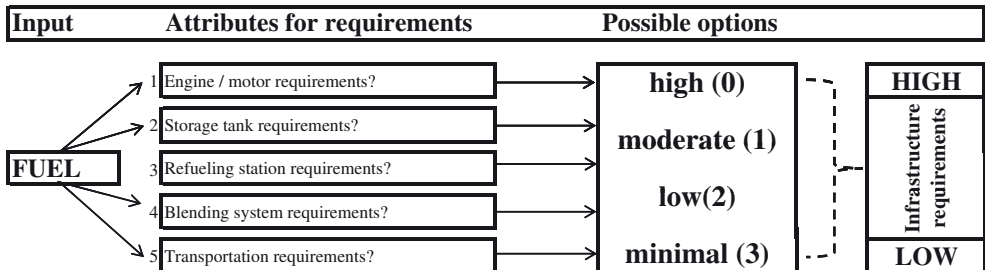 Input Attributes for requirements Possible options
1 Engine / motor requirements?
2 Storage tank requirements?
3 Refueling station requirements?
4 Blending system requirements?
5 Transportation requirements?
FUEL
high (0)
moderate (1)
low(2)
minimal (3)
HIGH
Infrastructure
requirements
LOW